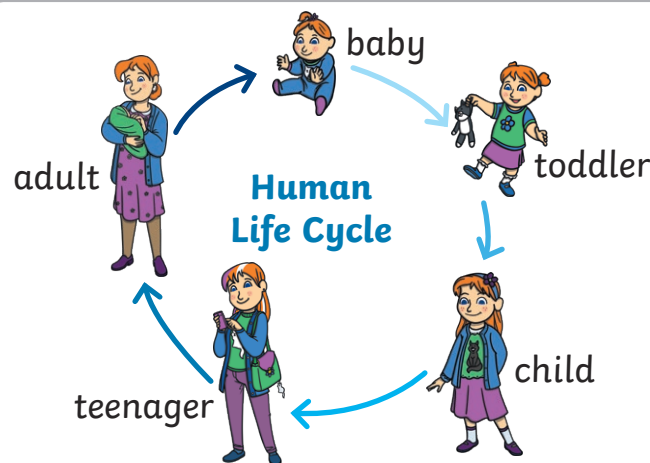 baby
toddler
child
teenager
adult
Human
Life Cycle